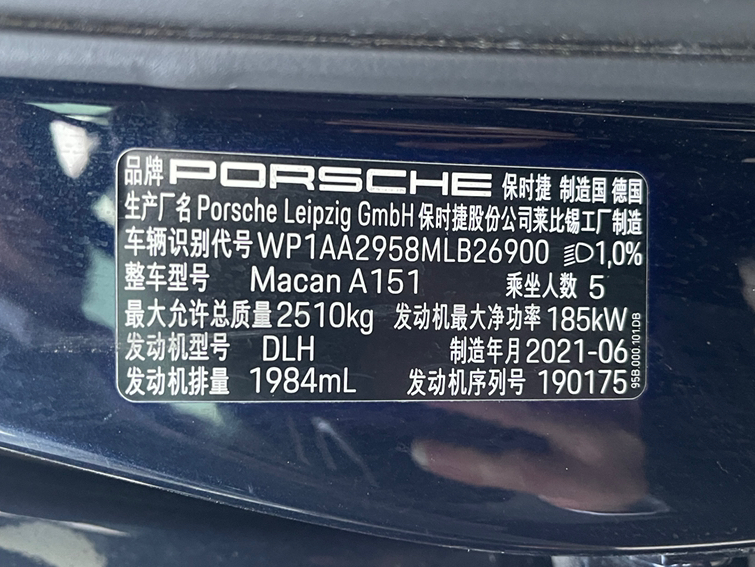 品牌 PORSCHE 保时捷 制造国 德国
生产厂名 Porsche Leipzig GmbH 保时捷股份公司莱比锡工厂制造
车辆识别代号 WP1AA2958MLB26900 1,0%
整车型号 Macan A151 乘坐人数 5
最大允许总质量 2510kg 发动机最大净功率 185kW
发动机型号 DLH 制造年月 2021-06
发动机排量 1984mL 发动机序列号 190175
95B.000.101.DB